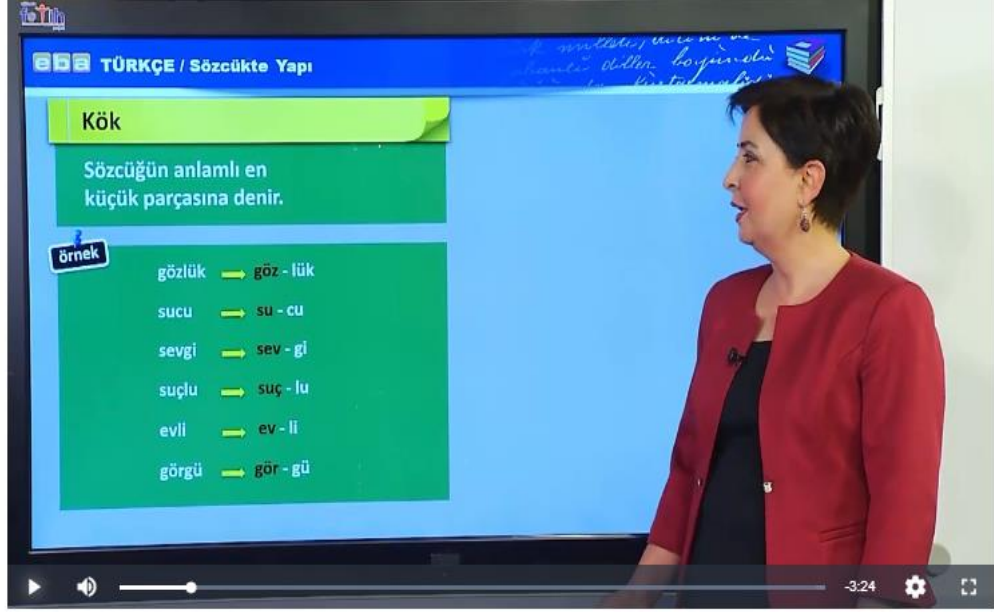 fatih
eba TÜRKÇE / Sözcükte Yapı
Kök
Sözcüğün anlamlı en
küçük parçasına denir.
örnek
gözlük göz - lük
sucu su - cu
sevgi sev - gi
suçlu suç - lu
evli ev - li
görgü gör - gü
-3:24